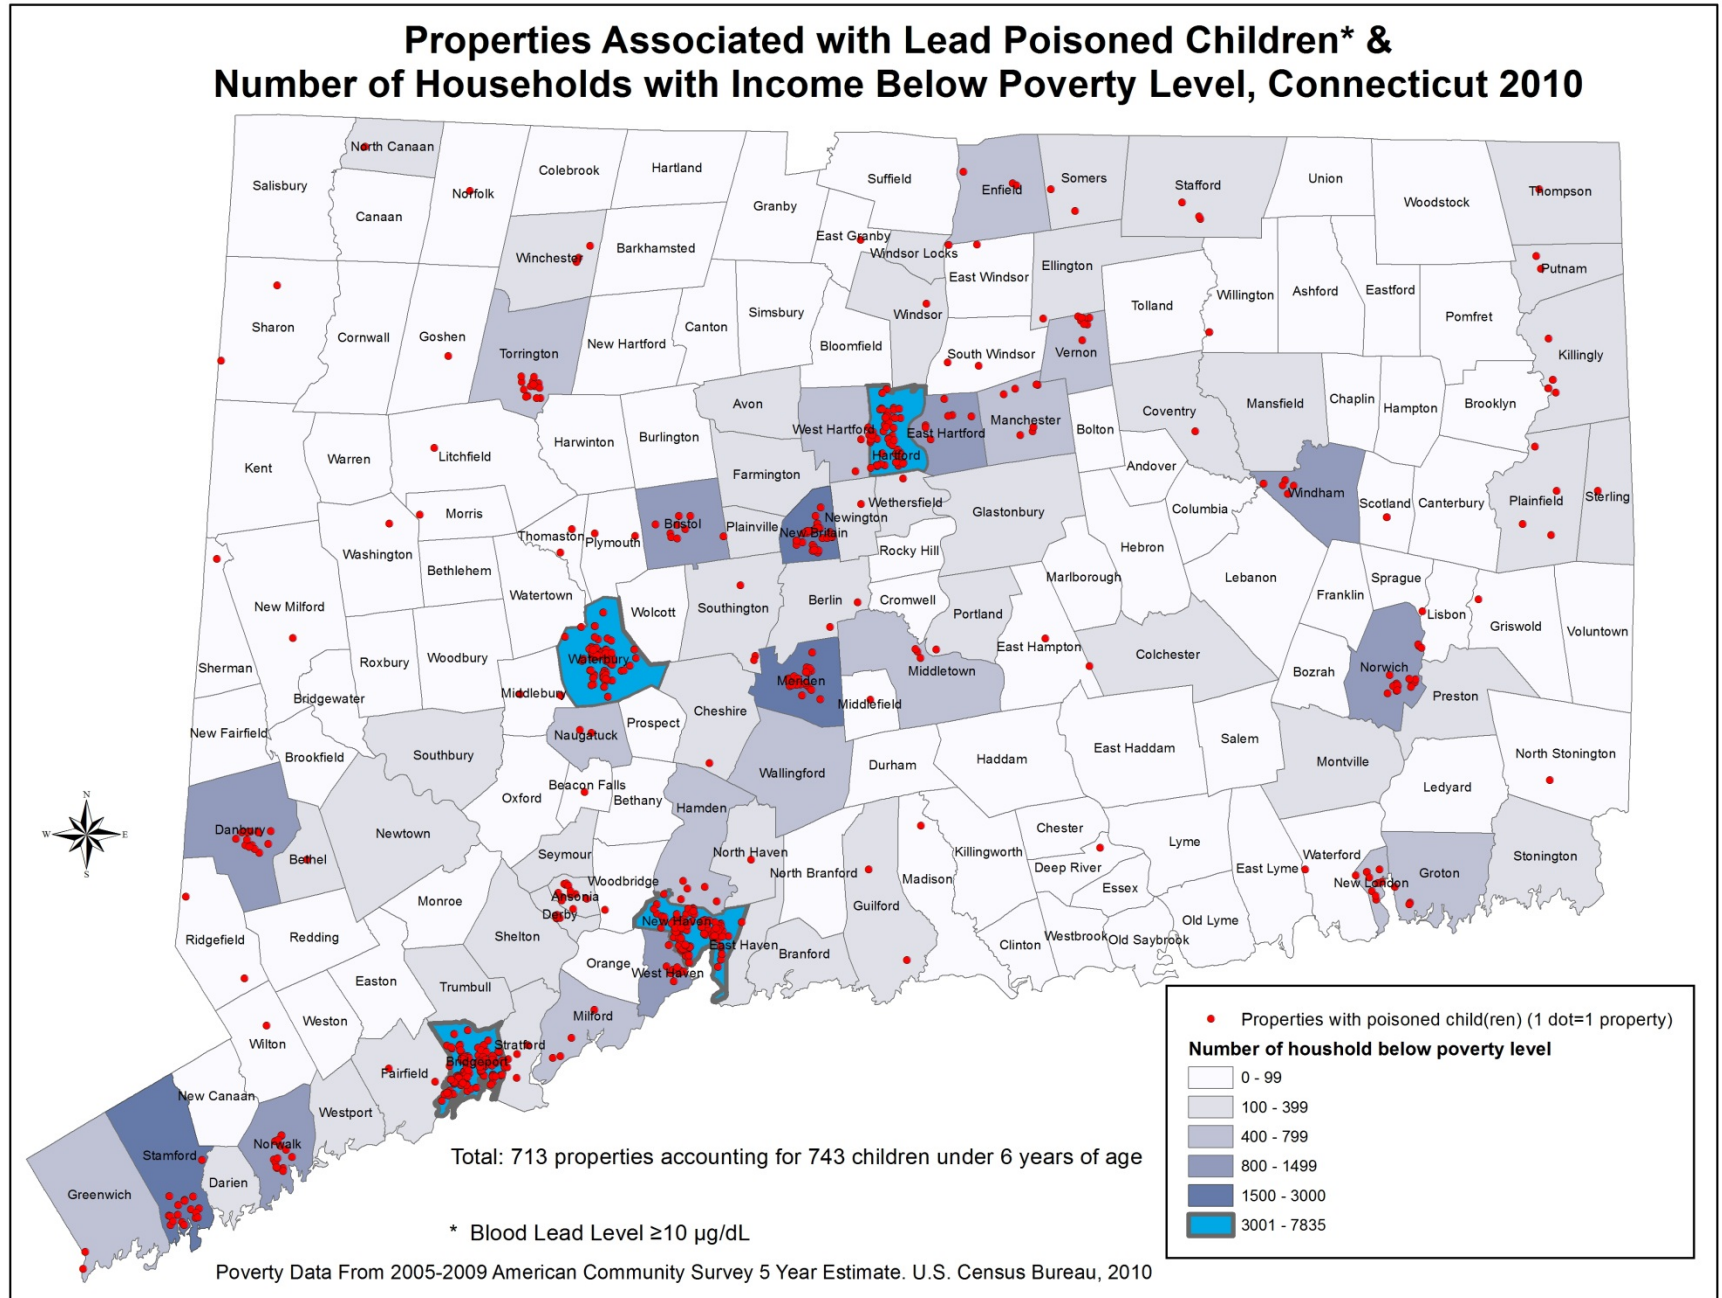 Properties Associated with Lead Poisoned Children* &
Number of Households with Income Below Poverty Level, Connecticut 2010
North Canaan
Salisbury
Norfolk
Colebrook
Hartland
Canaan
Suffield
Enfield
Somers
Stafford
Union
Woodstock
Thompson
Granby
East Granby
Winchester
Barkhamsted
Windsor Locks
East Windsor
Ellington
Putnam
Tolland
Willington
Ashford
Eastford
Pomfret
Sharon
Cornwall
Goshen
Torrington
New Hartford
Canton
Simsbury
Bloomfield
Windsor
South Windsor
Vernon
Killingly
Avon
West Hartford
Hartford
East Hartford
Manchester
Bolton
Coventry
Mansfield
Chaplin
Hampton
Brooklyn
Kent
Warren
Litchfield
Harwinton
Burlington
Farmington
Andover
Windham
Scotland
Canterbury
Plainfield
Sterling
Morris
Washington
Bethlehem
Thomaston
Plymouth
Bristol
Plainville
New Britain
Newington
Wethersfield
Glastonbury
Rocky Hill
Columbia
Hebron
Marlborough
Lebanon
Franklin
Sprague
Lisbon
Griswold
Voluntown
New Milford
Watertown
Wolcott
Southington
Berlin
Cromwell
Portland
East Hampton
Colchester
Sherman
Roxbury
Woodbury
Waterbury
Bridgewater
Middlebury
Meriden
Middletown
Middlefield
Bozrah
Norwich
Preston
New Fairfield
Brookfield
Southbury
Naugatuck
Prospect
Cheshire
Wallingford
Durham
Haddam
East Haddam
Salem
Montville
North Stonington
Ledyard
Oxford
Beacon Falls
Bethany
Hamden
Danbury
Bethel
Newtown
Seymour
Woodbridge
North Haven
North Branford
Guilford
Madison
Killingworth
Chester
Deep River
Essex
Lyme
East Lyme
Waterford
New London
Groton
Stonington
Monroe
Ansonia
Derby
Shelton
New Haven
East Haven
Branford
Clinton
Westbrook
Old Saybrook
Old Lyme
Ridgefield
Redding
Orange
West Haven
Easton
Trumbull
Milford
Weston
Wilton
Stratford
Bridgeport
Fairfield
New Canaan
Westport
Norwalk
Stamford
Darien
Greenwich
N
W
E
S
Properties with poisoned child(ren) (1 dot=1 property)
Number of houshold below poverty level
0 - 99
100 - 399
400 - 799
800 - 1499
1500 - 3000
3001 - 7835
Total: 713 properties accounting for 743 children under 6 years of age
* Blood Lead Level ≥10 µg/dL
Poverty Data From 2005-2009 American Community Survey 5 Year Estimate. U.S. Census Bureau, 2010